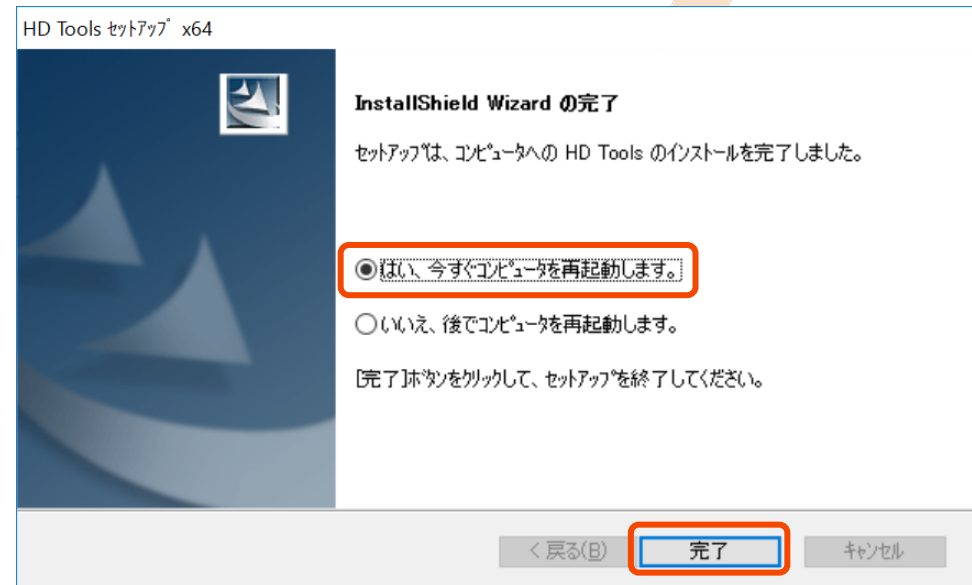 HD Tools ｾｯﾄｱｯﾌﾟ x64
InstallShield Wizard の完了
ｾｯﾄｱｯﾌﾟは、ｺﾝﾋﾟｭｰﾀへの HD Tools のｲﾝｽﾄｰﾙを完了しました。
はい、今すぐｺﾝﾋﾟｭｰﾀを再起動します。
いいえ、後でｺﾝﾋﾟｭｰﾀを再起動します。
[完了]ﾎﾞﾀﾝをｸﾘｯｸして、ｾｯﾄｱｯﾌﾟを終了してください。
< 戻る(B) 完了 ｷｬﾝｾﾙ